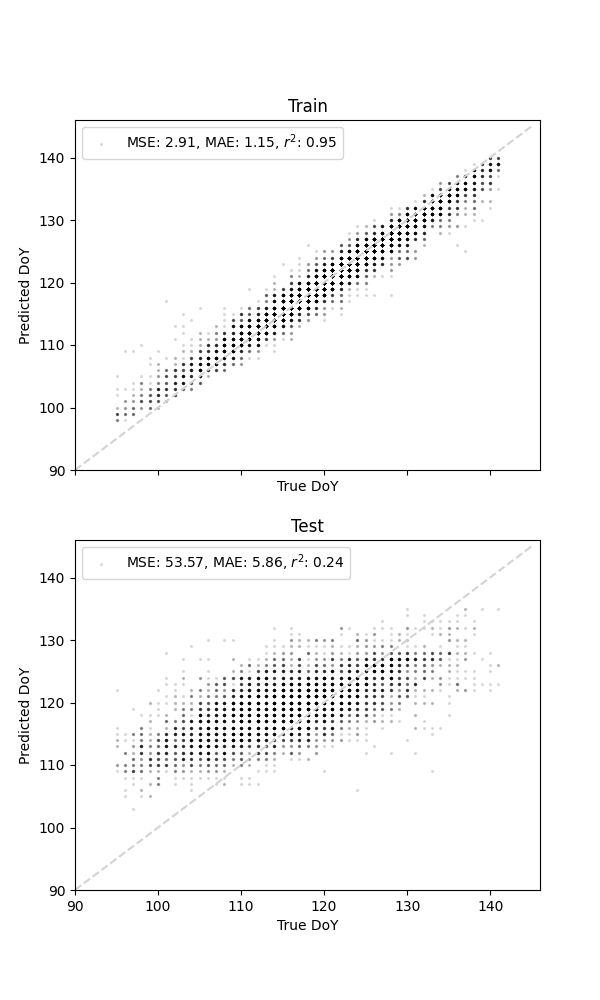 Train
MSE: 2.91, MAE: 1.15, r²: 0.95
140
130
120
110
100
90
Predicted DoY
True DoY
Test
MSE: 53.57, MAE: 5.86, r²: 0.24
140
130
120
110
100
90
Predicted DoY
90 100 110 120 130 140
True DoY